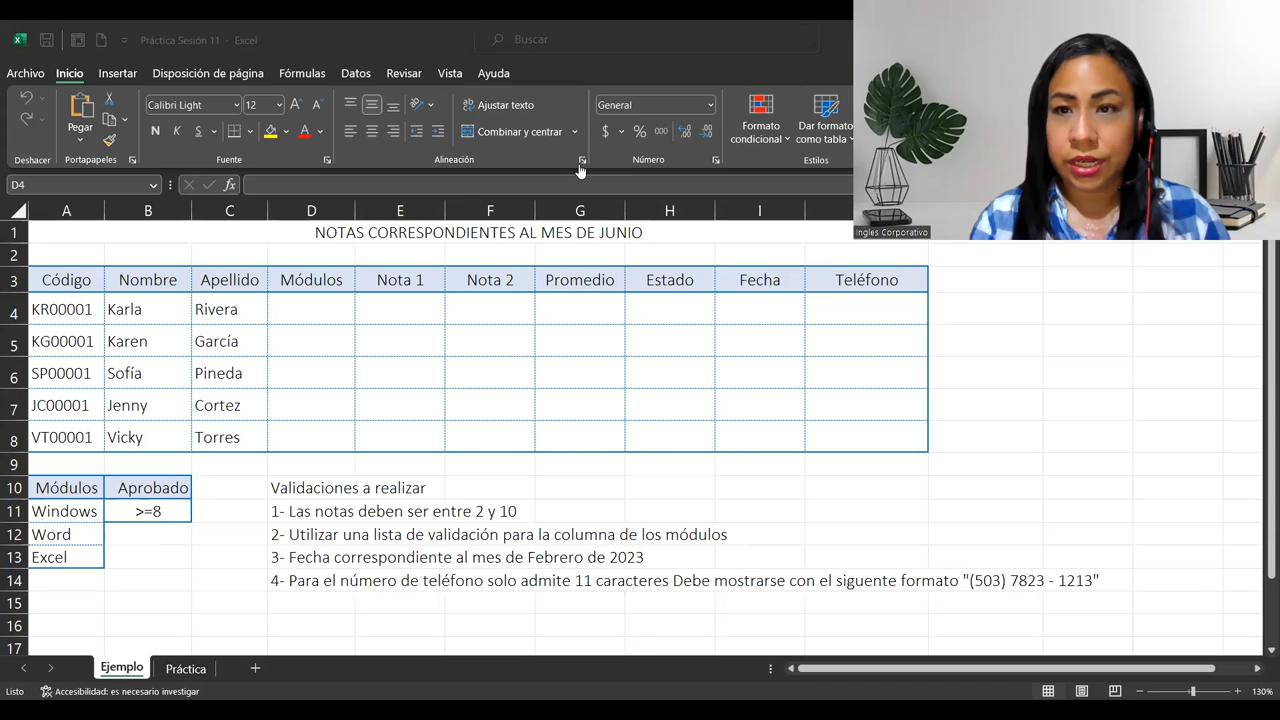 Práctica Sesión 11 - Excel
Buscar
Archivo Inicio Insertar Disposición de página Fórmulas Datos Revisar Vista Ayuda
Calibri Light 12 Ajustar texto General
Pegar N K S Combinar y centrar $ % 000 Formato condicional Dar formato como tabla
Deshacer Portapapeles Fuente Alineación Número Estilos
D4 fx
Ingles Corporativo
A B C D E F G H I
1 NOTAS CORRESPONDIENTES AL MES DE JUNIO
2
3 Código Nombre Apellido Módulos Nota 1 Nota 2 Promedio Estado Fecha Teléfono
4 KR00001 Karla Rivera
5 KG00001 Karen García
6 SP00001 Sofía Pineda
7 JC00001 Jenny Cortez
8 VT00001 Vicky Torres
9
10 Módulos Aprobado Validaciones a realizar
11 Windows >=8 1- Las notas deben ser entre 2 y 10
12 Word 2- Utilizar una lista de validación para la columna de los módulos
13 Excel 3- Fecha correspondiente al mes de Febrero de 2023
14 4- Para el número de teléfono solo admite 11 caracteres Debe mostrarse con el siguente formato "(503) 7823 - 1213"
15
16
17
Ejemplo Práctica
Listo Accesibilidad: es necesario investigar 130%